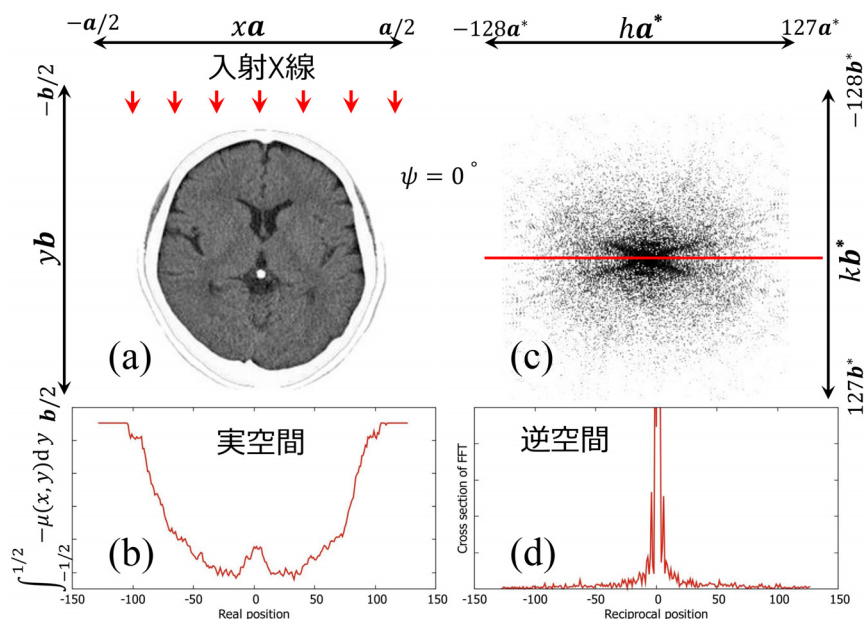 −a/2 xa a/2
−128a* ha* 127a*
入射X線
−b/2
yb
b/2
−128b*
kb*
127b*
ψ = 0°
(a)
(c)
実空間
逆空間
(b)
(d)
∫_{−1/2}^{1/2} −μ(x, y)d y
Cross section of FFT
-150 -100 -50 0 50 100 150
Real position
-150 -100 -50 0 50 100 150
Reciprocal position